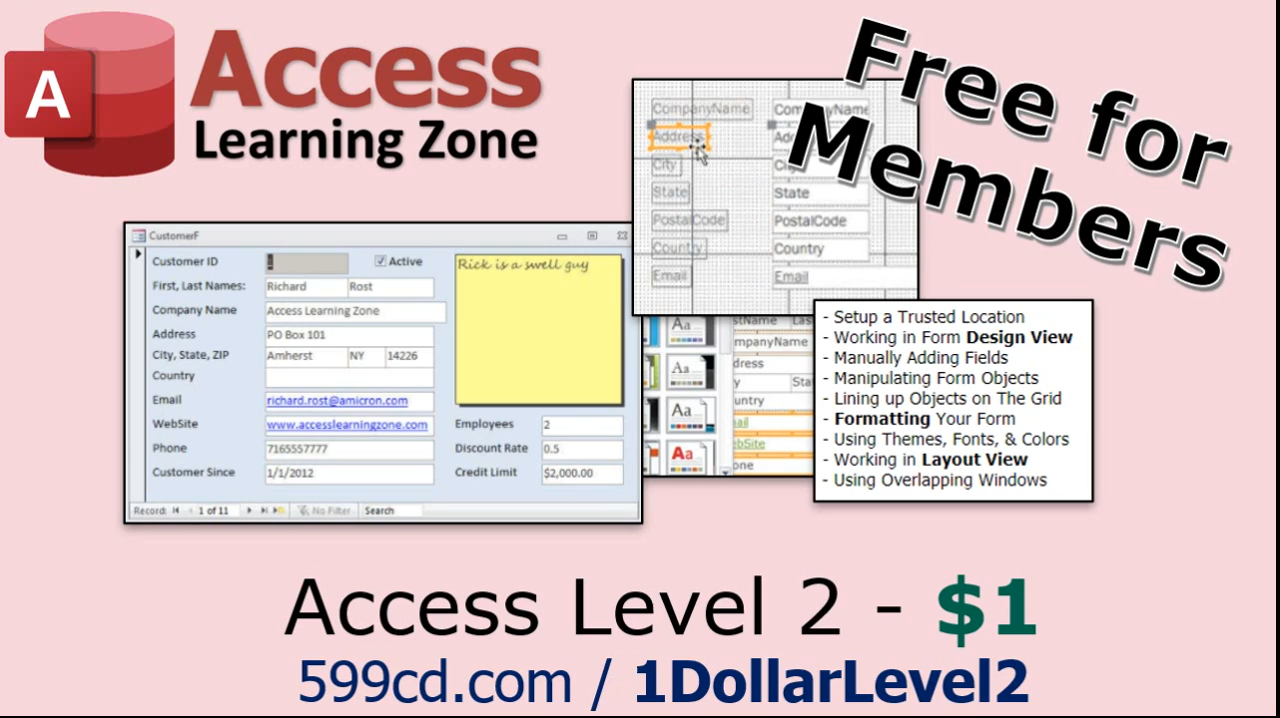 A
Access
Learning Zone
Free for
Members
CompanyName CompanyName
Address
City
State State
PostalCode PostalCode
Country Country
Email Email
CustomerF
Customer ID
Active
First, Last Names: Richard Rost
Company Name Access Learning Zone
Address PO Box 101
City, State, ZIP Amherst NY 14226
Country
Email richard.rost@amicron.com
WebSite www.accesslearningzone.com
Phone 7165557777
Customer Since 1/1/2012
Rick is a swell guy
Employees 2
Discount Rate 0.5
Credit Limit $2,000.00
Record: 1 of 11 No Filter Search
Aa
Aa
Aa
Aa
- Setup a Trusted Location
- Working in Form Design View
- Manually Adding Fields
- Manipulating Form Objects
- Lining up Objects on The Grid
- Formatting Your Form
- Using Themes, Fonts, & Colors
- Working in Layout View
- Using Overlapping Windows
Access Level 2 - $1
599cd.com / 1DollarLevel2